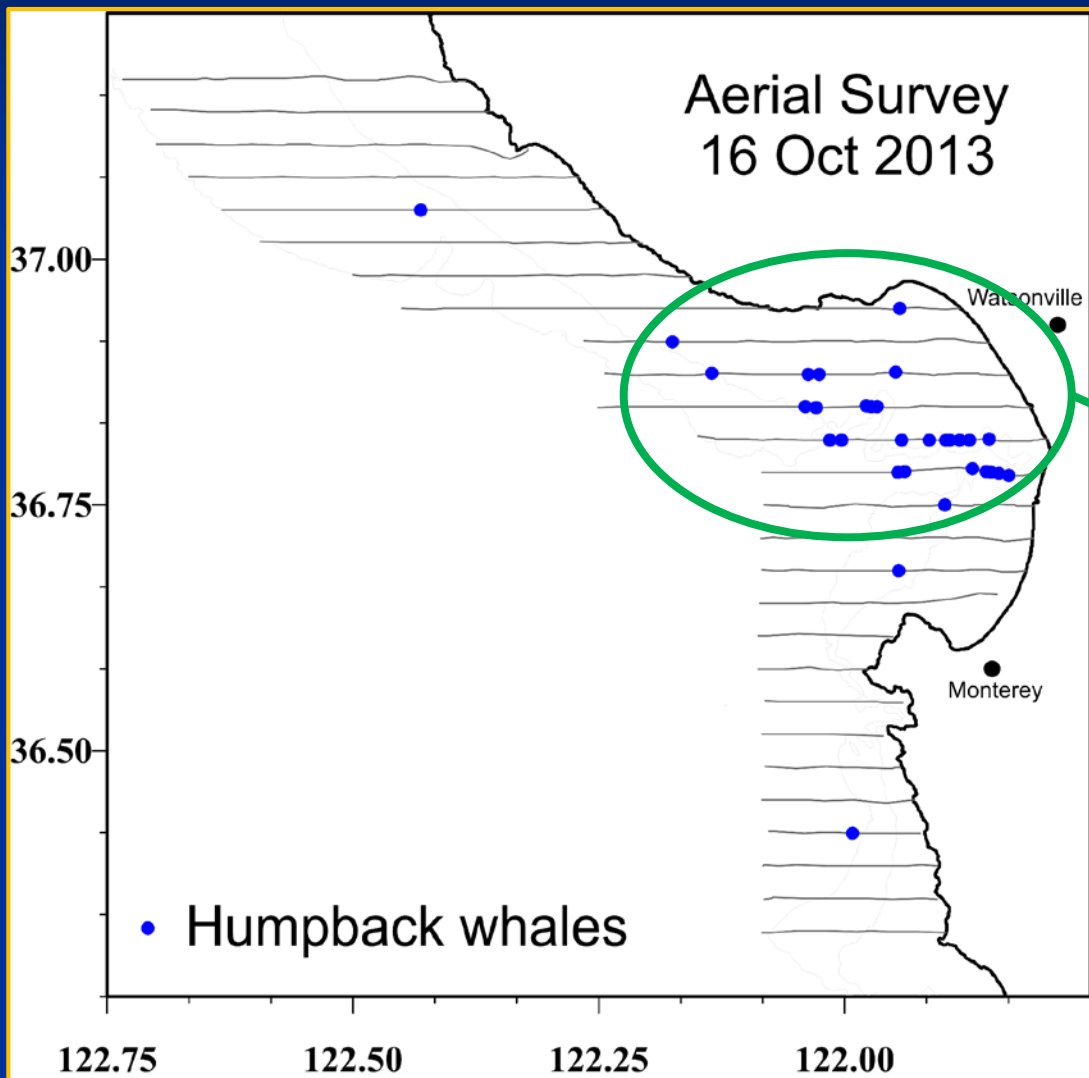 Aerial Survey
16 Oct 2013
37.00
Watsonville
36.75
Monterey
36.50
Humpback whales
122.75 122.50 122.25 122.00